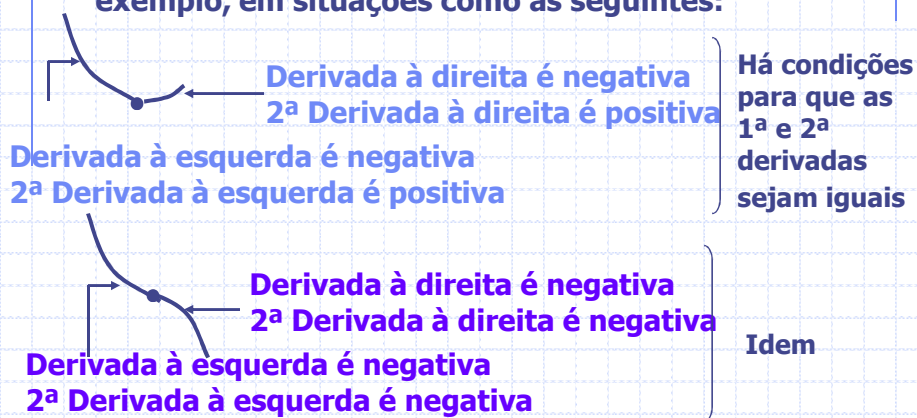 exemplo, em situações como as seguintes:
Derivada à direita é negativa
2ª Derivada à direita é positiva
Derivada à esquerda é negativa
2ª Derivada à esquerda é positiva
Há condições
para que as
1ª e 2ª
derivadas
sejam iguais
Derivada à direita é negativa
2ª Derivada à direita é negativa
Derivada à esquerda é negativa
2ª Derivada à esquerda é negativa
Idem